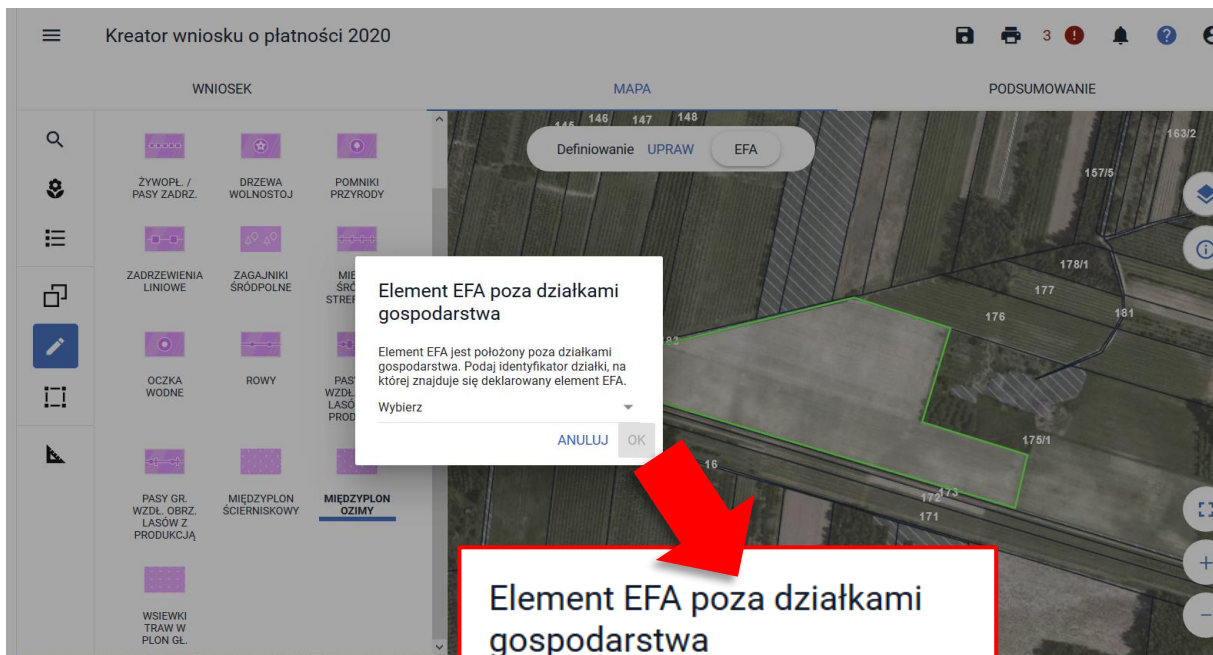 Kreator wniosku o płatności 2020
3
WNIOSEK
MAPA
PODSUMOWANIE
145 146 147 148
163/2
Definiowanie UPRAW EFA
157/5
ŻYWOPŁ. /
PASY ZADRZ.
DRZEWA
WOLNOSTOJ
POMNIKI
PRZYRODY
ZADRZEWIENIA
LINIOWE
ZAGAJNIKI
ŚRÓDPOLNE
178/1
177
176
181
Element EFA poza działkami
gospodarstwa
Element EFA jest położony poza działkami
gospodarstwa. Podaj identyfikator działki, na
której znajduje się deklarowany element EFA.
Wybierz
ANULUJ OK
OCZKA
WODNE
ROWY
175/1
16
172 173
171
PASY GR.
WZDŁ. OBRZ.
LASÓW Z
PRODUKCJĄ
MIĘDZYPLON
ŚCIERNISKOWY
MIĘDZYPLON
OZIMY
WSIEWKI
TRAW W
PLON GŁ.
Element EFA poza działkami
gospodarstwa